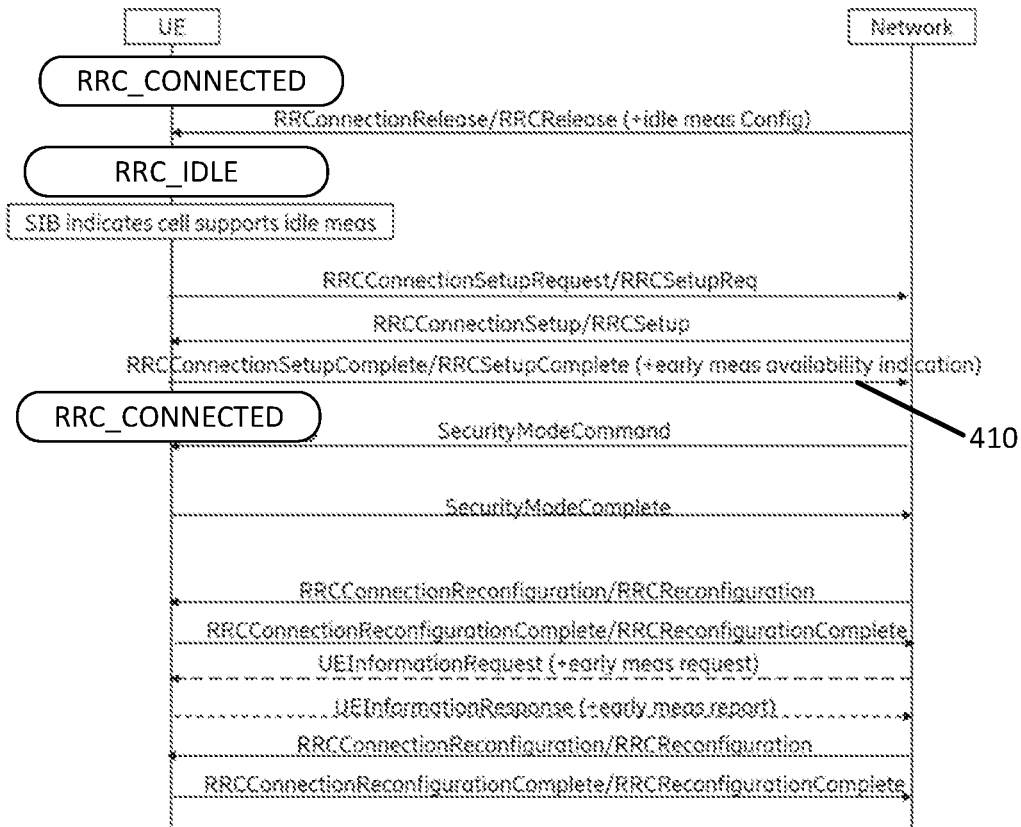 UE
Network
RRC_CONNECTED
RRConnectionRelease/RRCRelease (+idle meas Config)
RRC_IDLE
SIB indicates cell supports idle meas
RRCConnectionSetupRequest/RRCSetupReq
RRCConnectionSetup/RRCSetup
RRCConnectionSetupComplete/RRCSetupComplete (+early meas availability indication)
RRC_CONNECTED
SecurityModeCommand
410
SecurityModeComplete
RRCConnectionReconfiguration/RRCReconfiguration
RRCConnectionReconfigurationComplete/RRCReconfigurationComplete
UEInformationRequest (+early meas request)
UEInformationResponse (+early meas report)
RRCConnectionReconfiguration/RRCReconfiguration
RRCConnectionReconfigurationComplete/RRCReconfigurationComplete